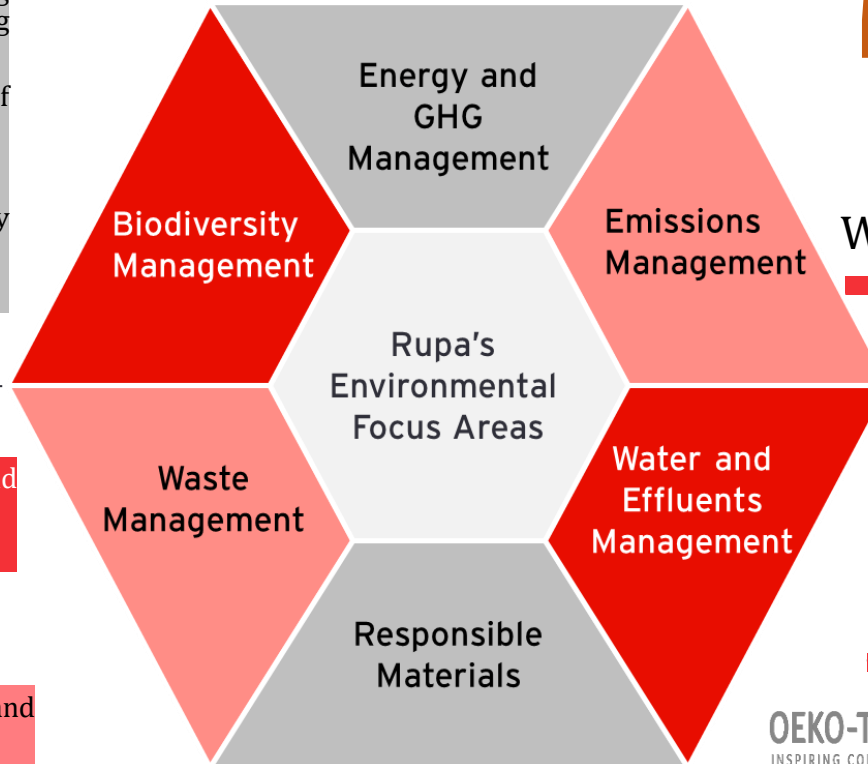 Energy and
GHG
Management
Biodiversity
Management
Emissions
Management
Rupa's
Environmental
Focus Areas
Waste
Management
Water and
Effluents
Management
Responsible
Materials